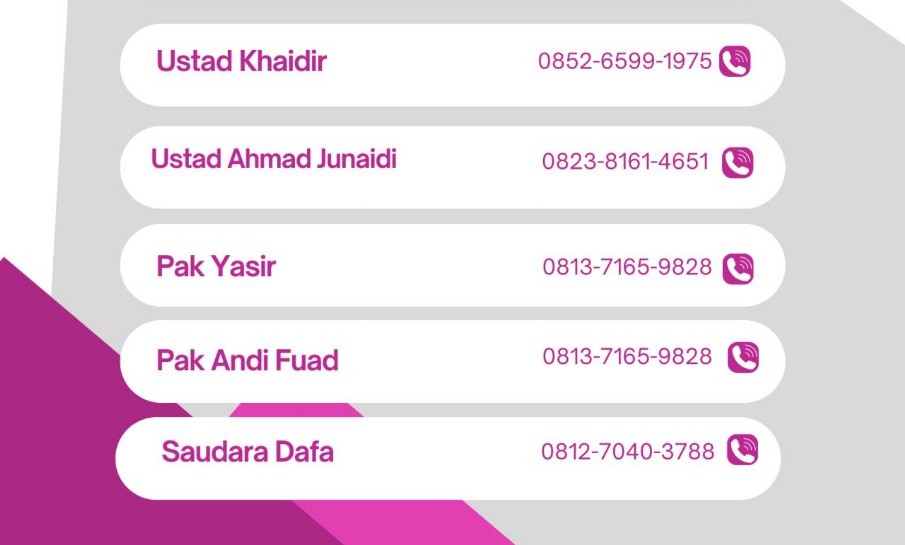 Ustad Khaidir 0852-6599-1975
Ustad Ahmad Junaidi 0823-8161-4651
Pak Yasir 0813-7165-9828
Pak Andi Fuad 0813-7165-9828
Saudara Dafa 0812-7040-3788